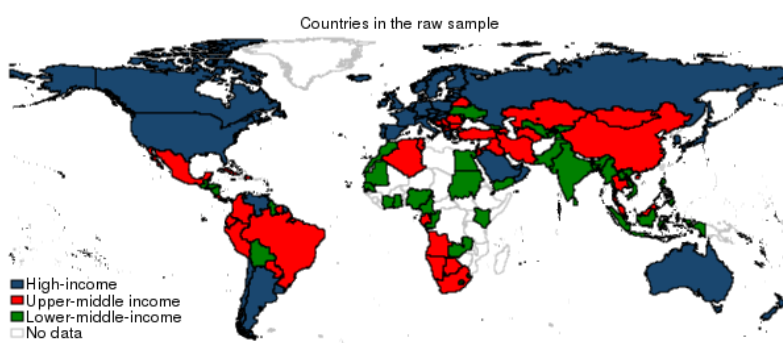 Countries in the raw sample
High-income
Upper-middle income
Lower-middle-income
No data